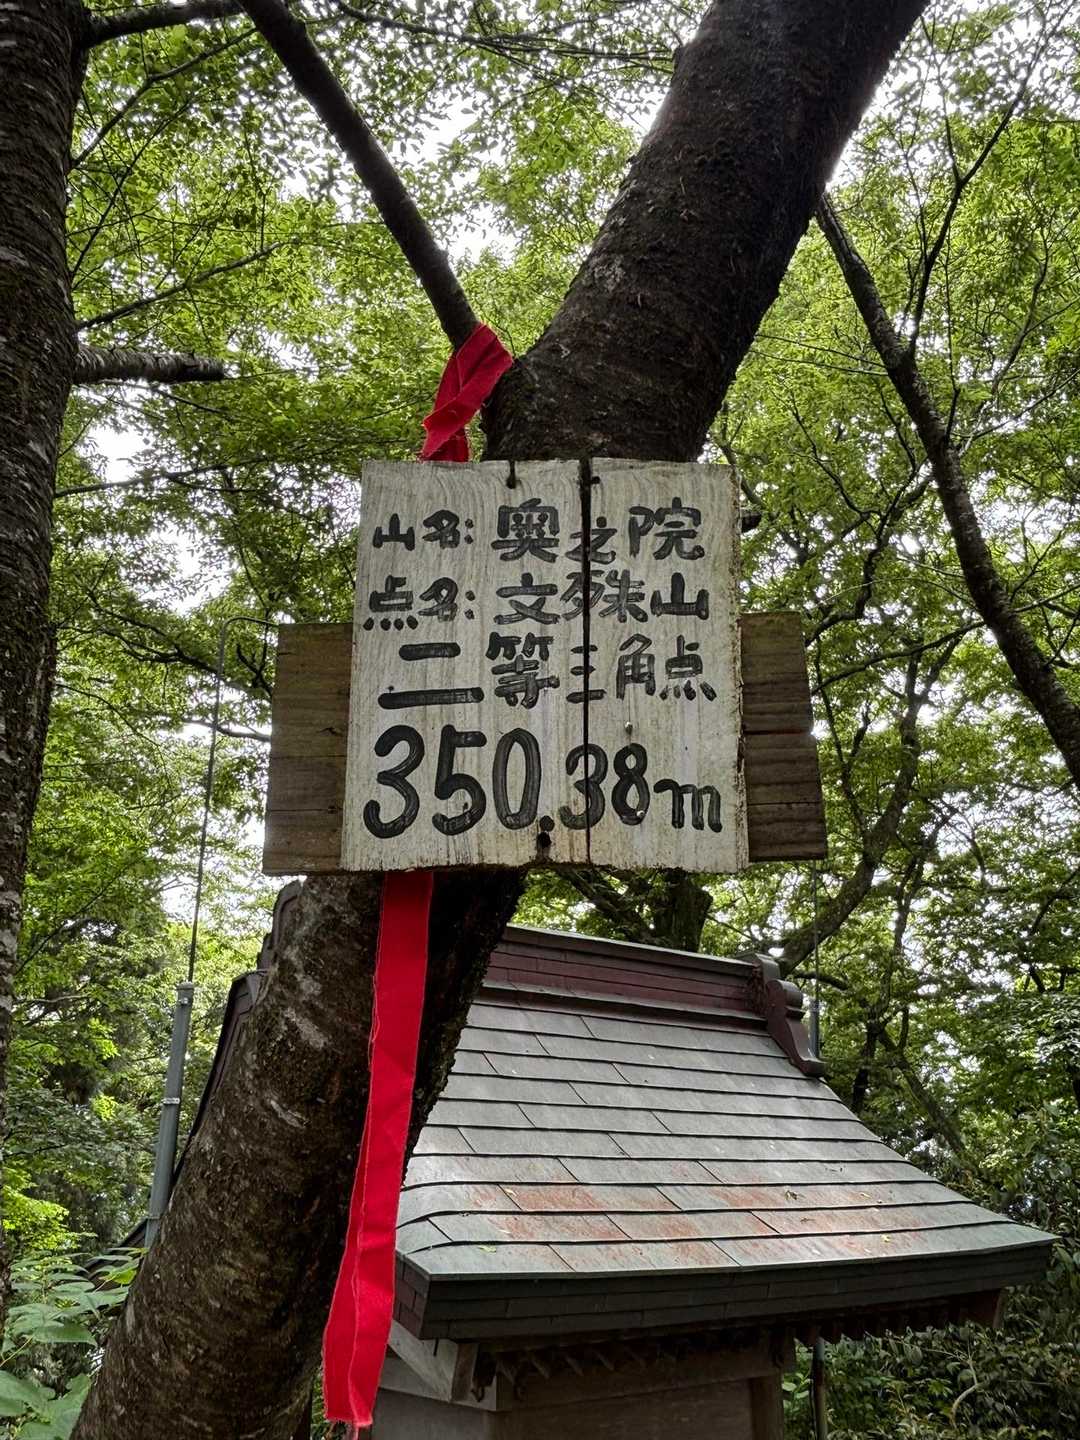 山名: 奥之院
点名: 文殊山
二等三角点
350.38m